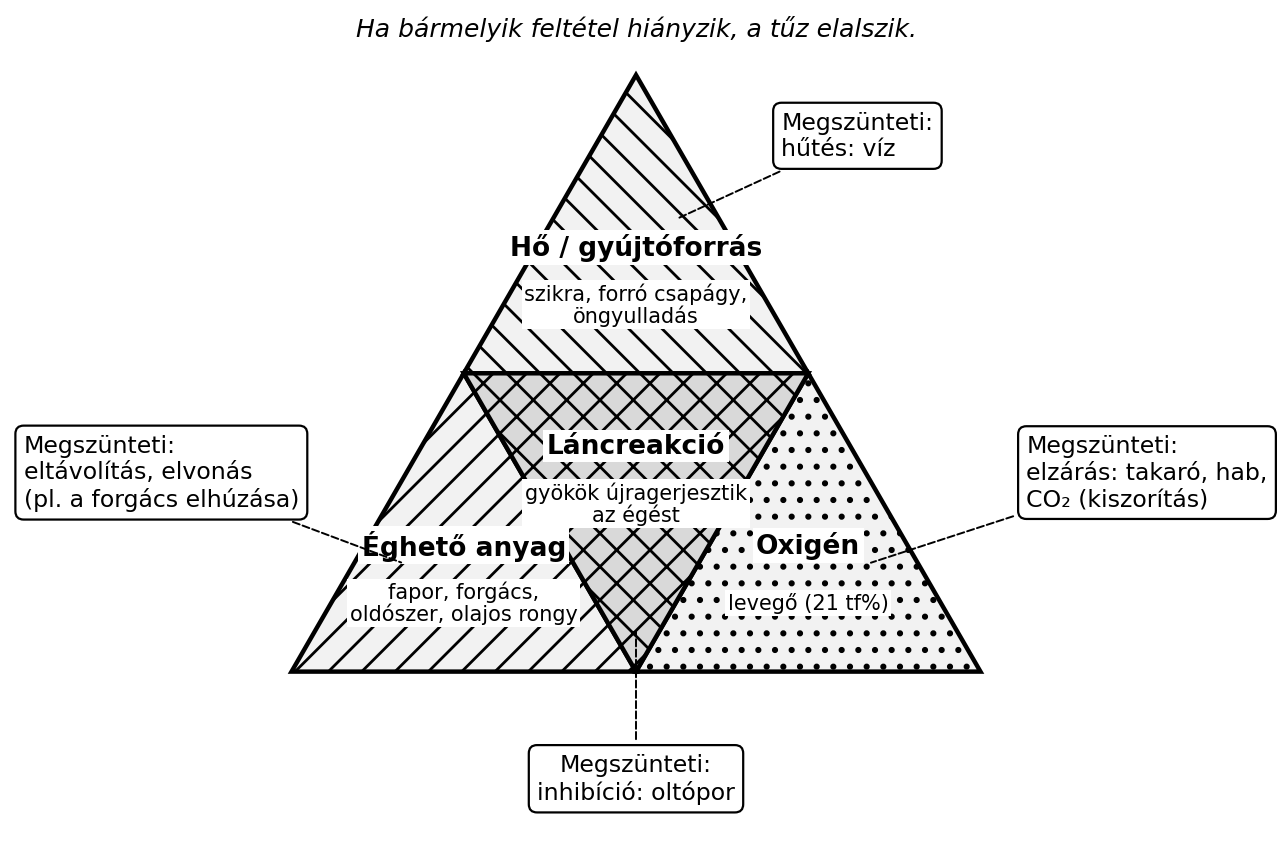 Ha bármelyik feltétel hiányzik, a tűz elalszik.
Megszünteti:
hűtés: víz
Hő / gyújtóforrás
szikra, forró csapágy,
öngyulladás
Láncreakció
gyökök újragerjesztik
az égést
Megszünteti:
eltávolítás, elvonás
(pl. a forgács elhúzása)
Megszünteti:
elzárás: takaró, hab,
CO₂ (kiszorítás)
Éghető anyag
fapor, forgács,
oldószer, olajos rongy
Oxigén
levegő (21 tf%)
Megszünteti:
inhibíció: oltópor